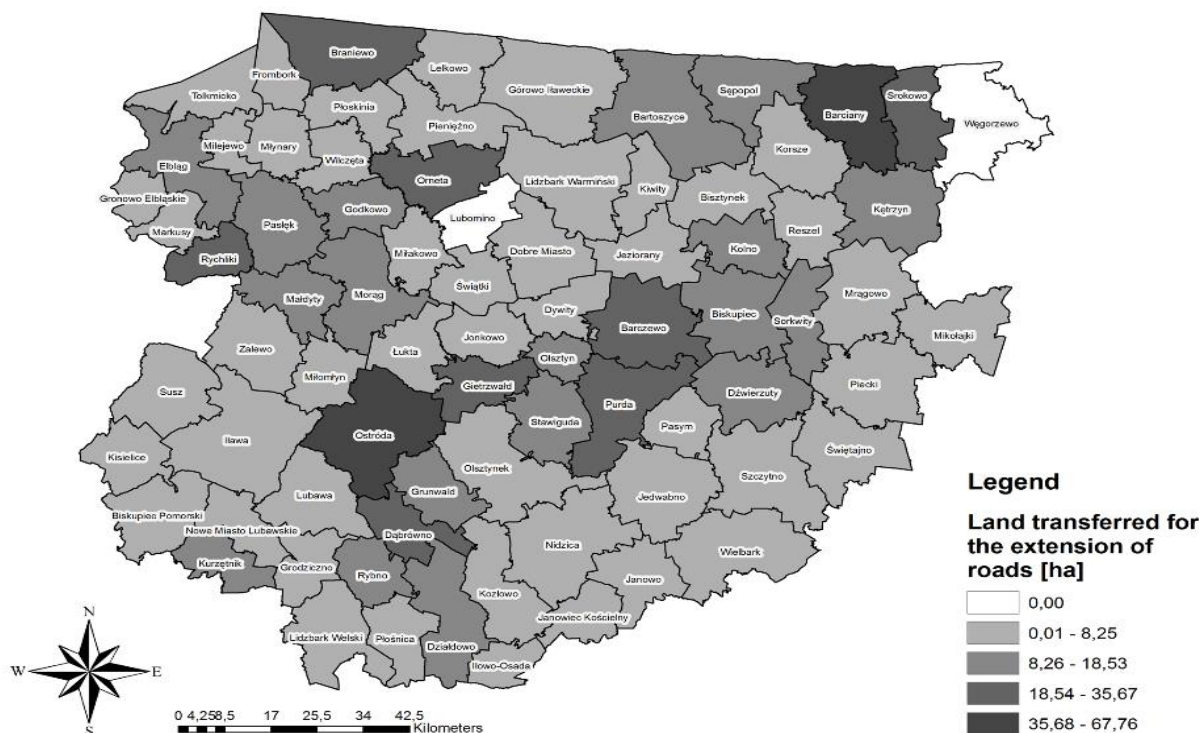 Braniewo
Frombork
Lelkowo
Tolkmicko
Górowo Iławeckie
Sępopol
Srokowo
Płoskinia
Bartoszyce
Barciany
Węgorzewo
Pieniężno
Milejewo
Młynary
Korsze
Wilczęta
Elbląg
Orneta
Lidzbark Warmiński
Kiwity
Bisztynek
Kętrzyn
Gronowo Elbląskie
Godkowo
Lubomino
Pasłęk
Reszel
Markusy
Kolno
Miłakowo
Dobre Miasto
Jeziorany
Rychliki
Świątki
Mrągowo
Małdyty
Morąg
Dywity
Biskupiec
Sorkwity
Barczewo
Mikołajki
Jonkowo
Zalewo
Łukta
Olsztyn
Miłomłyn
Gietrzwałd
Piecki
Susz
Dźwierzuty
Purda
Stawiguda
Pasym
Ostróda
Iława
Świętajno
Kisielice
Olsztynek
Szczytno
Grunwald
Lubawa
Jedwabno
Biskupiec Pomorski
Nowe Miasto Lubewskie
Dąbrówno
Nidzica
Wielbark
Kurzętnik
Grodziczno
Rybno
Janowo
Kozłowo
Janowiec Kościelny
Lidzbark Welski
Płośnica
Działdowo
Iłowo-Osada
N
W
E
S
0 4,25 8,5 17 25,5 34 42,5
Kilometers
Legend
Land transferred for
the extension of
roads [ha]
0,00
0,01 - 8,25
8,26 - 18,53
18,54 - 35,67
35,68 - 67,76